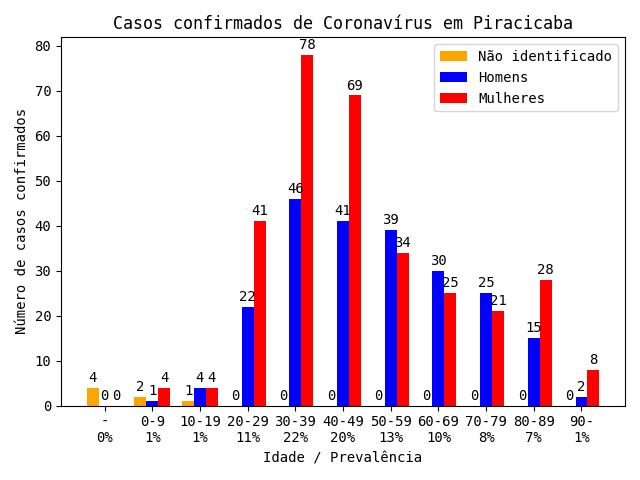 Casos confirmados de Coronavírus em Piracicaba
Número de casos confirmados
80
70
60
50
40
30
20
10
0
Não identificado
Homens
Mulheres
4 0 0
2 1 4
1 4 4
0 22 41
0 46 78
0 41 69
0 39 34
0 30 25
0 25 21
0 15 28
0 2 8
- 0-9 10-19 20-29 30-39 40-49 50-59 60-69 70-79 80-89 90-
0% 1% 1% 11% 22% 20% 13% 10% 8% 7% 1%
Idade / Prevalência